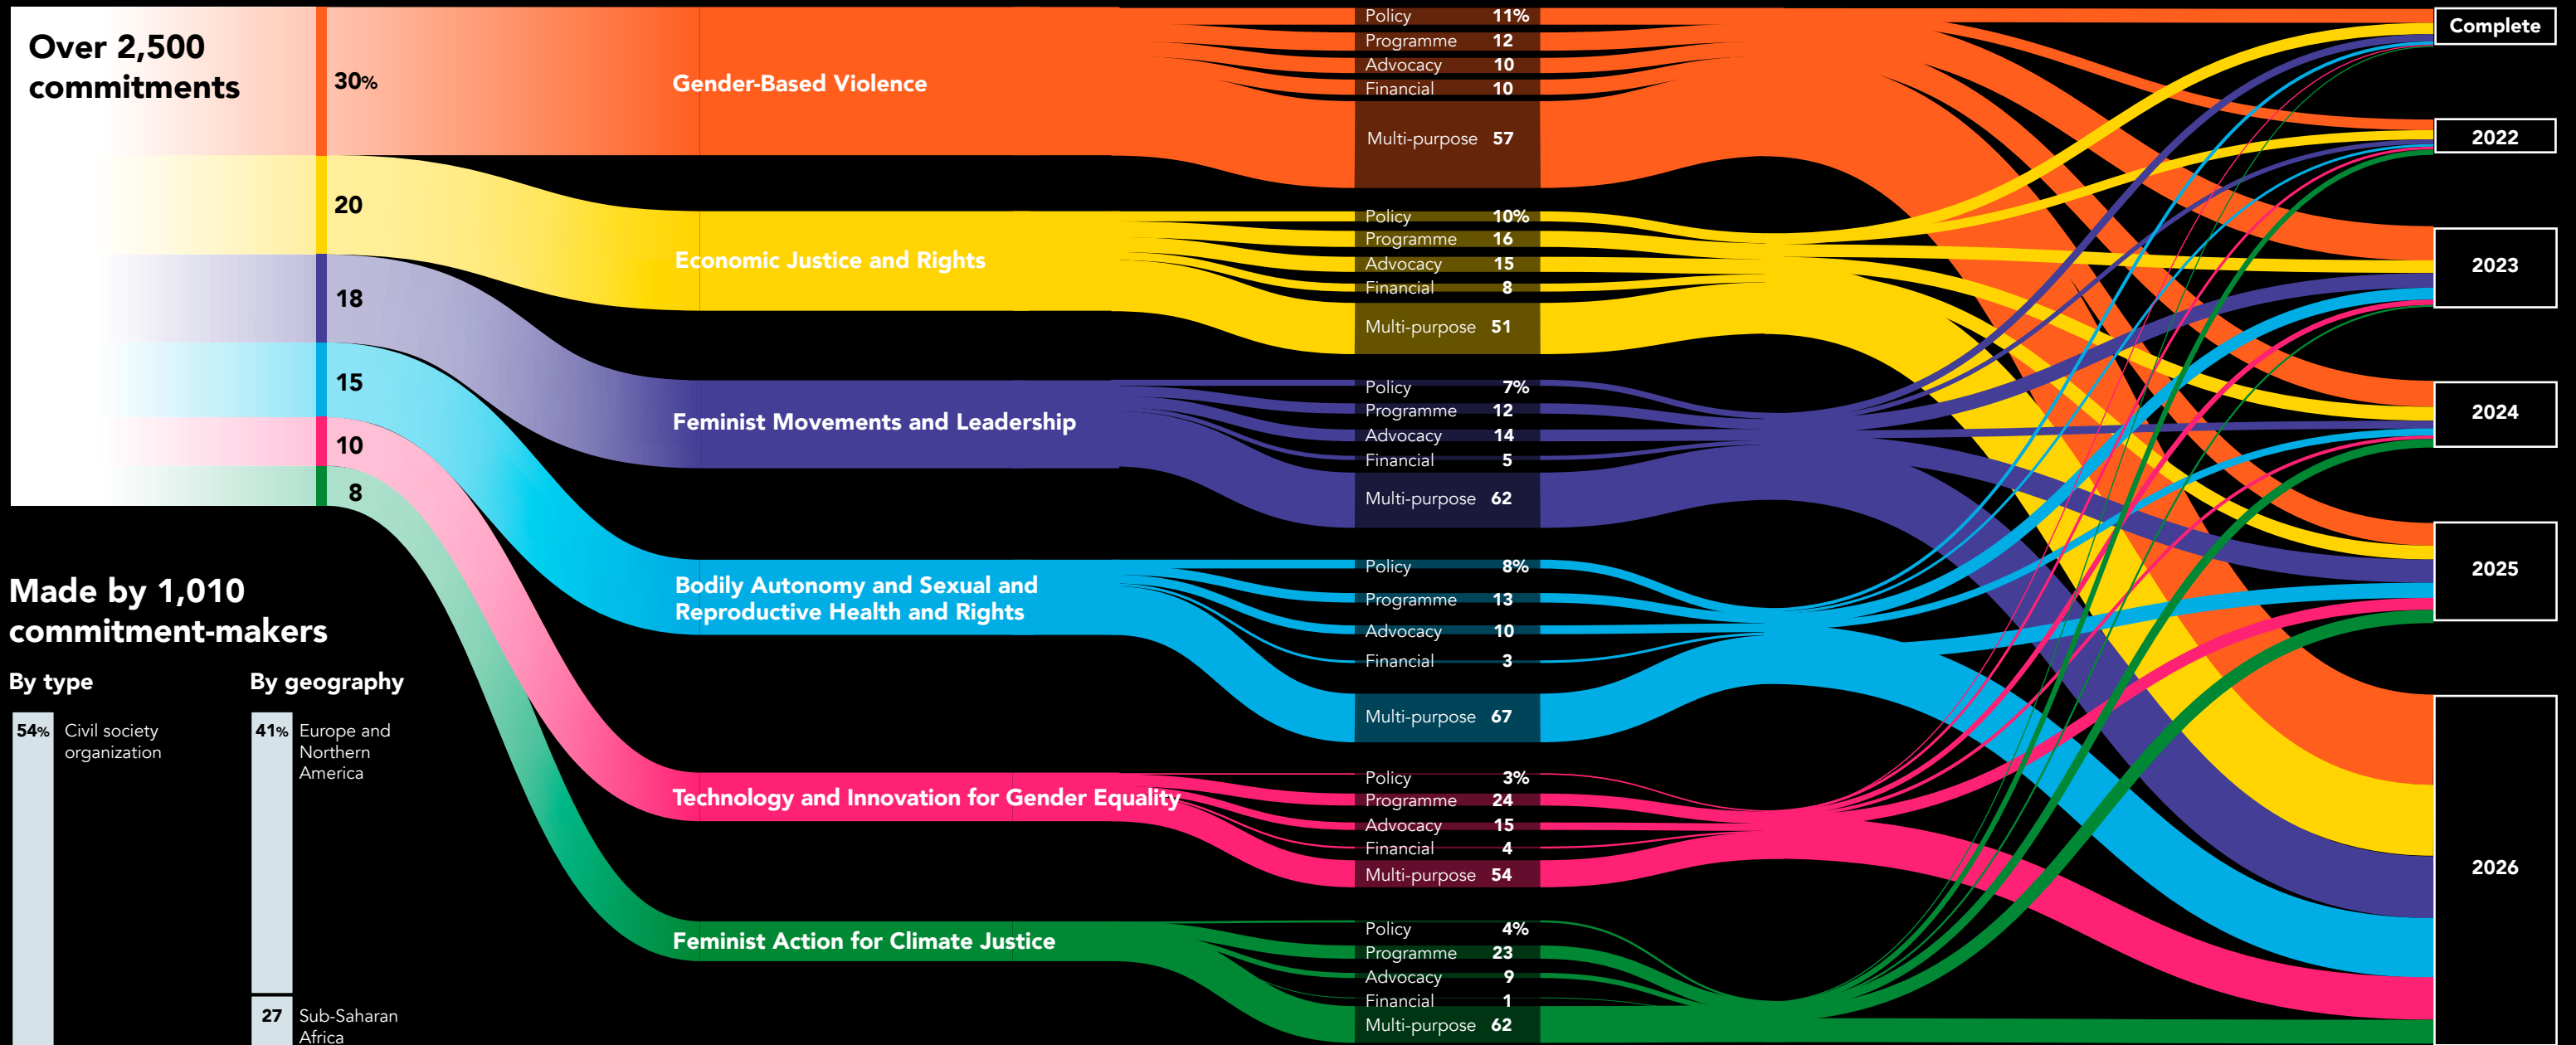 Over 2,500
commitments
30%
20
18
15
10
8
Made by 1,010
commitment-makers
By type
54%
Civil society
organization
By geography
41%
Europe and
Northern
America
27
Sub-Saharan
Africa
Gender-Based Violence
Policy 11%
Programme 12
Advocacy 10
Financial 10
Multi-purpose 57
Economic Justice and Rights
Policy 10%
Programme 16
Advocacy 15
Financial 8
Multi-purpose 51
Feminist Movements and Leadership
Policy 7%
Programme 12
Advocacy 14
Financial 5
Multi-purpose 62
Bodily Autonomy and Sexual and
Reproductive Health and Rights
Policy 8%
Programme 13
Advocacy 10
Financial 3
Multi-purpose 67
Technology and Innovation for Gender Equality
Policy 3%
Programme 24
Advocacy 15
Financial 4
Multi-purpose 54
Feminist Action for Climate Justice
Policy 4%
Programme 23
Advocacy 9
Financial 1
Multi-purpose 62
Complete
2022
2023
2024
2025
2026